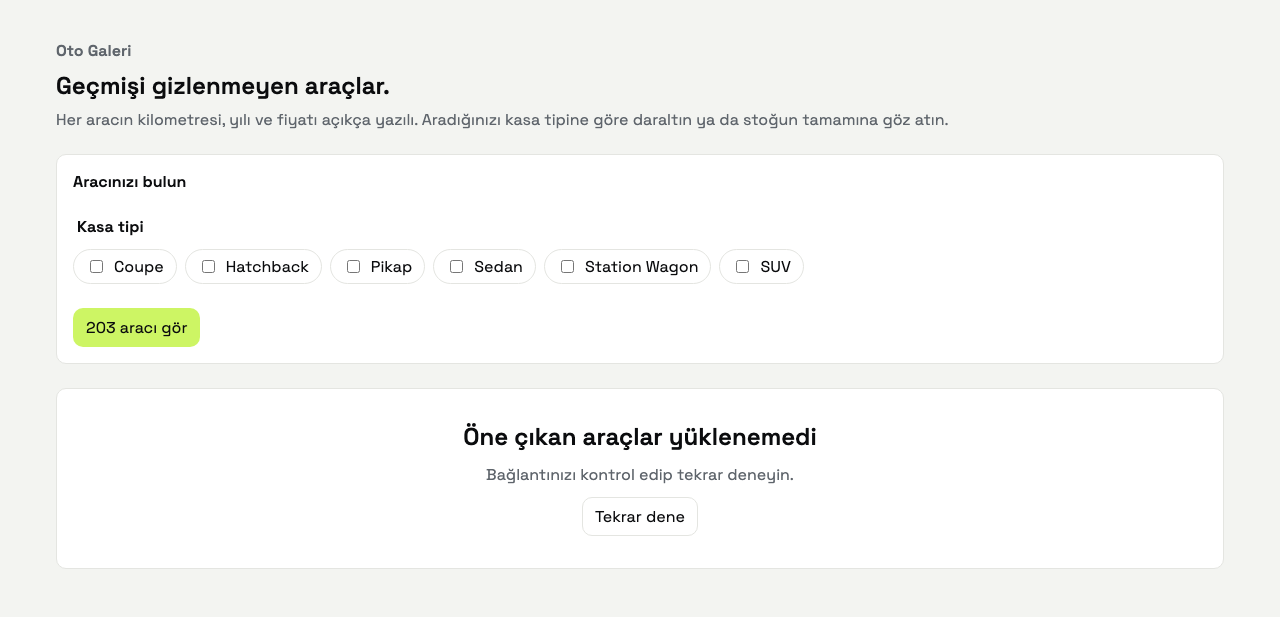 Oto Galeri
Geçmişi gizlenmeyen araçlar.
Her aracın kilometresi, yılı ve fiyatı açıkça yazılı. Aradığınızı kasa tipine göre daraltın ya da stoğun tamamına göz atın.
Aracınızı bulun
Kasa tipi
Coupe Hatchback Pikap Sedan Station Wagon SUV
203 aracı gör
Öne çıkan araçlar yüklenemedi
Bağlantınızı kontrol edip tekrar deneyin.
Tekrar dene